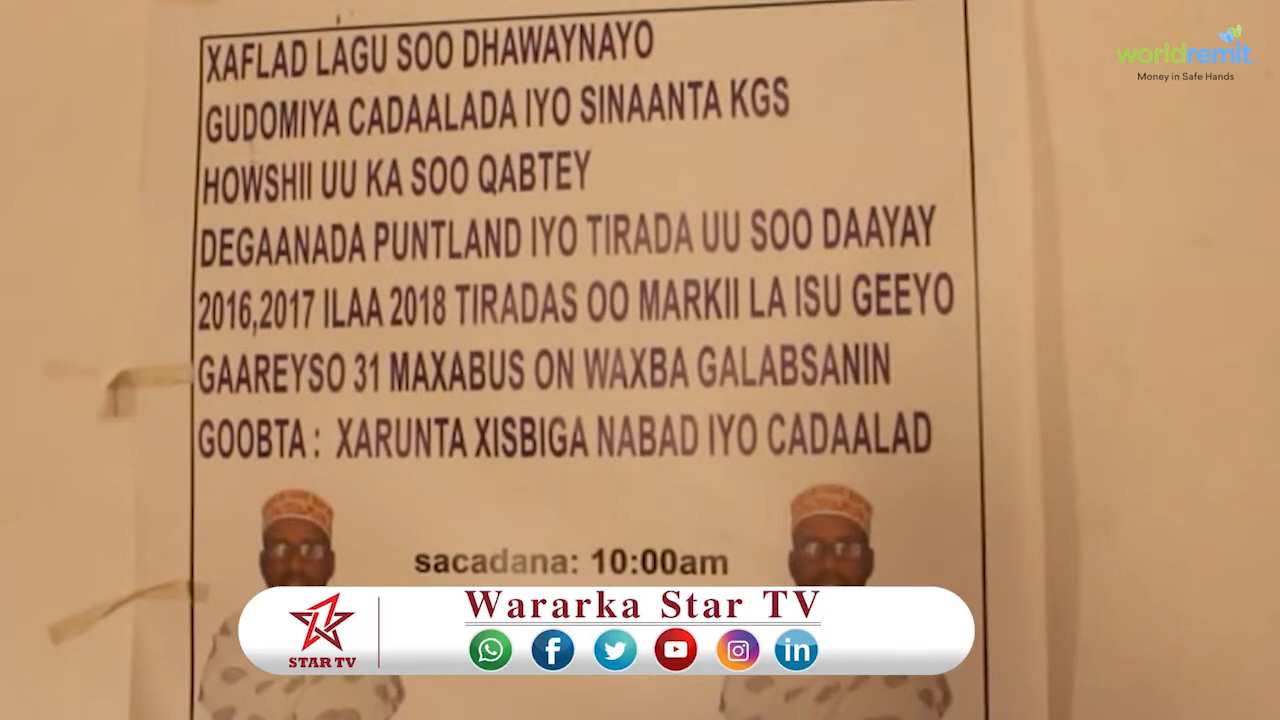 XAFLAD LAGU SOO DHAWAYNAYO
worldremit
Money in Safe Hands
GUDOMIYA CADAALADA IYO SINAANTA KGS
HOWSHII UU KA SOO QABTEY
DEGAANADA PUNTLAND IYO TIRADA UU SOO DAAYAY
2016,2017 ILAA 2018 TIRADAS OO MARKII LA ISU GEEYO
GAAREYSO 31 MAXABUS ON WAXBA GALABSANIN
GOOBTA : XARUNTA XISBIGA NABAD IYO CADAALAD
sacadana: 10:00am
Wararka Star TV
STAR TV